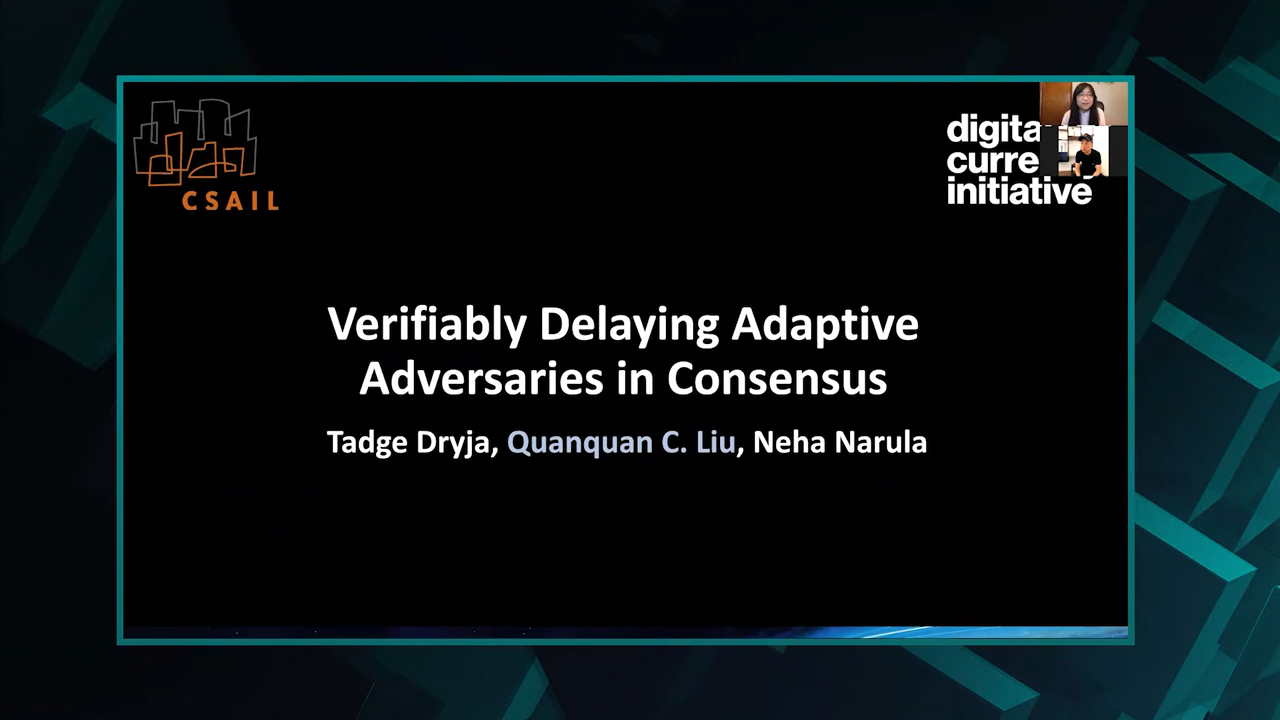 CSAIL
digita
curre
initiative
Verifiably Delaying Adaptive
Adversaries in Consensus
Tadge Dryja, Quanquan C. Liu, Neha Narula